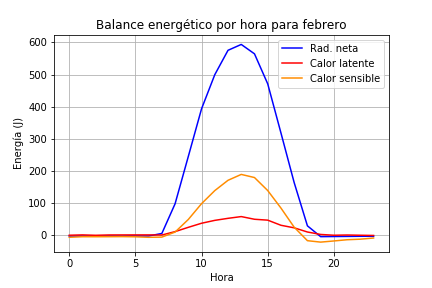 Balance energético por hora para febrero
Rad. neta
Calor latente
Calor sensible
Energía (J)
600
500
400
300
200
100
0
0 5 10 15 20
Hora